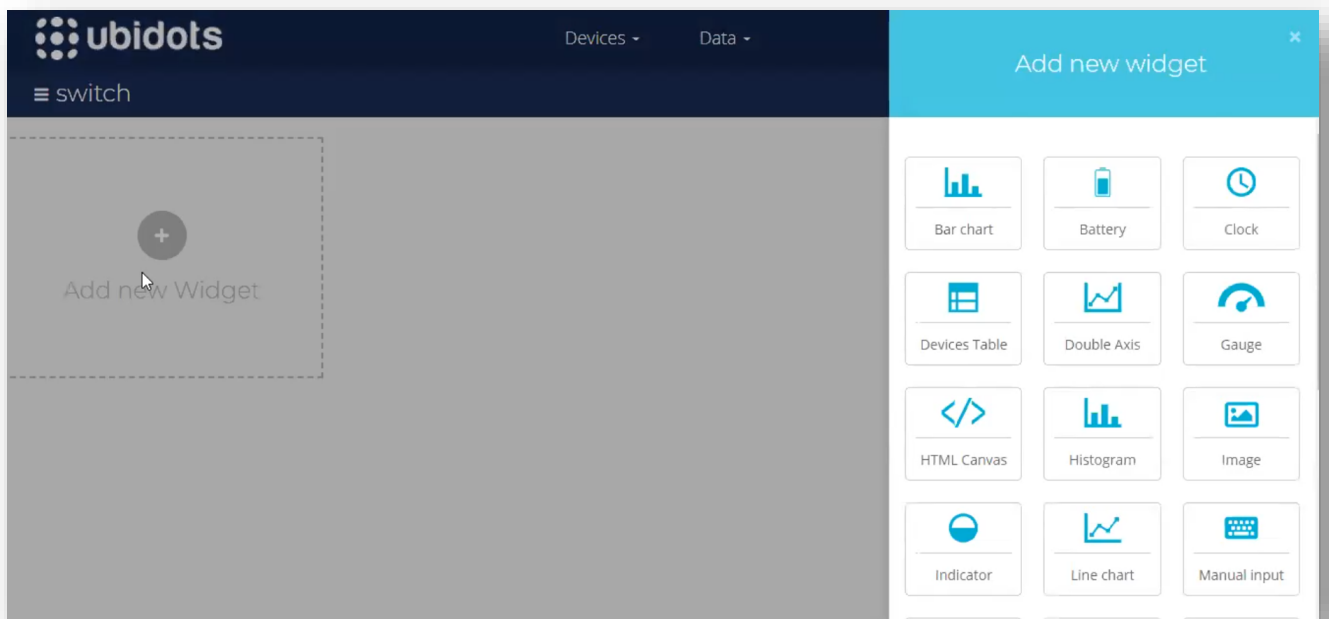 ubidots
Devices
Data
switch
Add new Widget
Add new widget
×
Bar chart
Battery
Clock
Devices Table
Double Axis
Gauge
HTML Canvas
Histogram
Image
Indicator
Line chart
Manual input